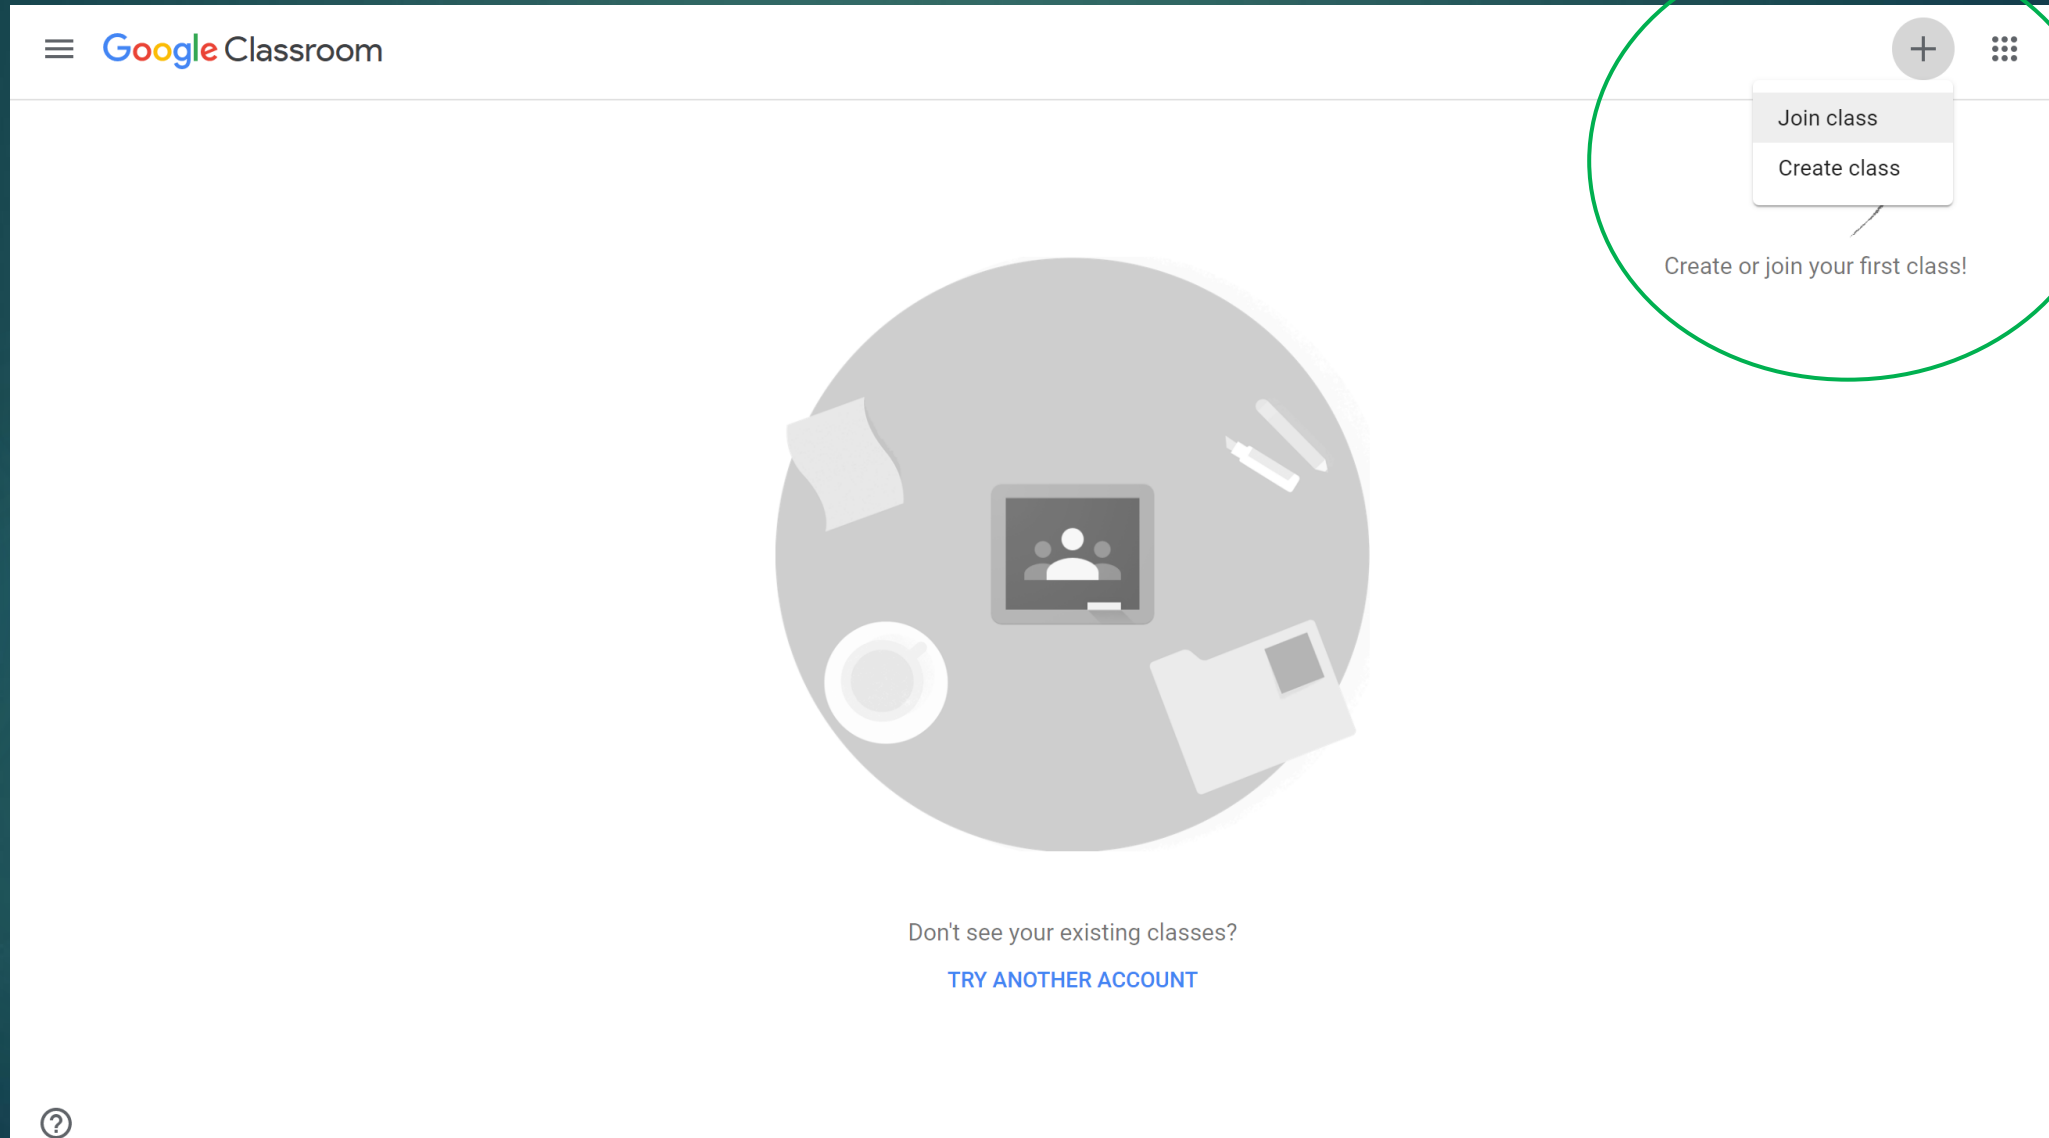 Google Classroom
Join class
Create class
Create or join your first class!
Don't see your existing classes?
TRY ANOTHER ACCOUNT